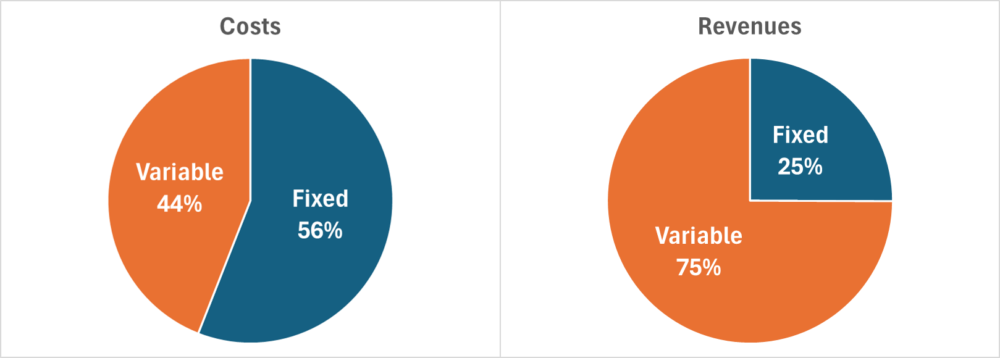 Costs
Variable
44%
Fixed
56%
Revenues
Fixed
25%
Variable
75%